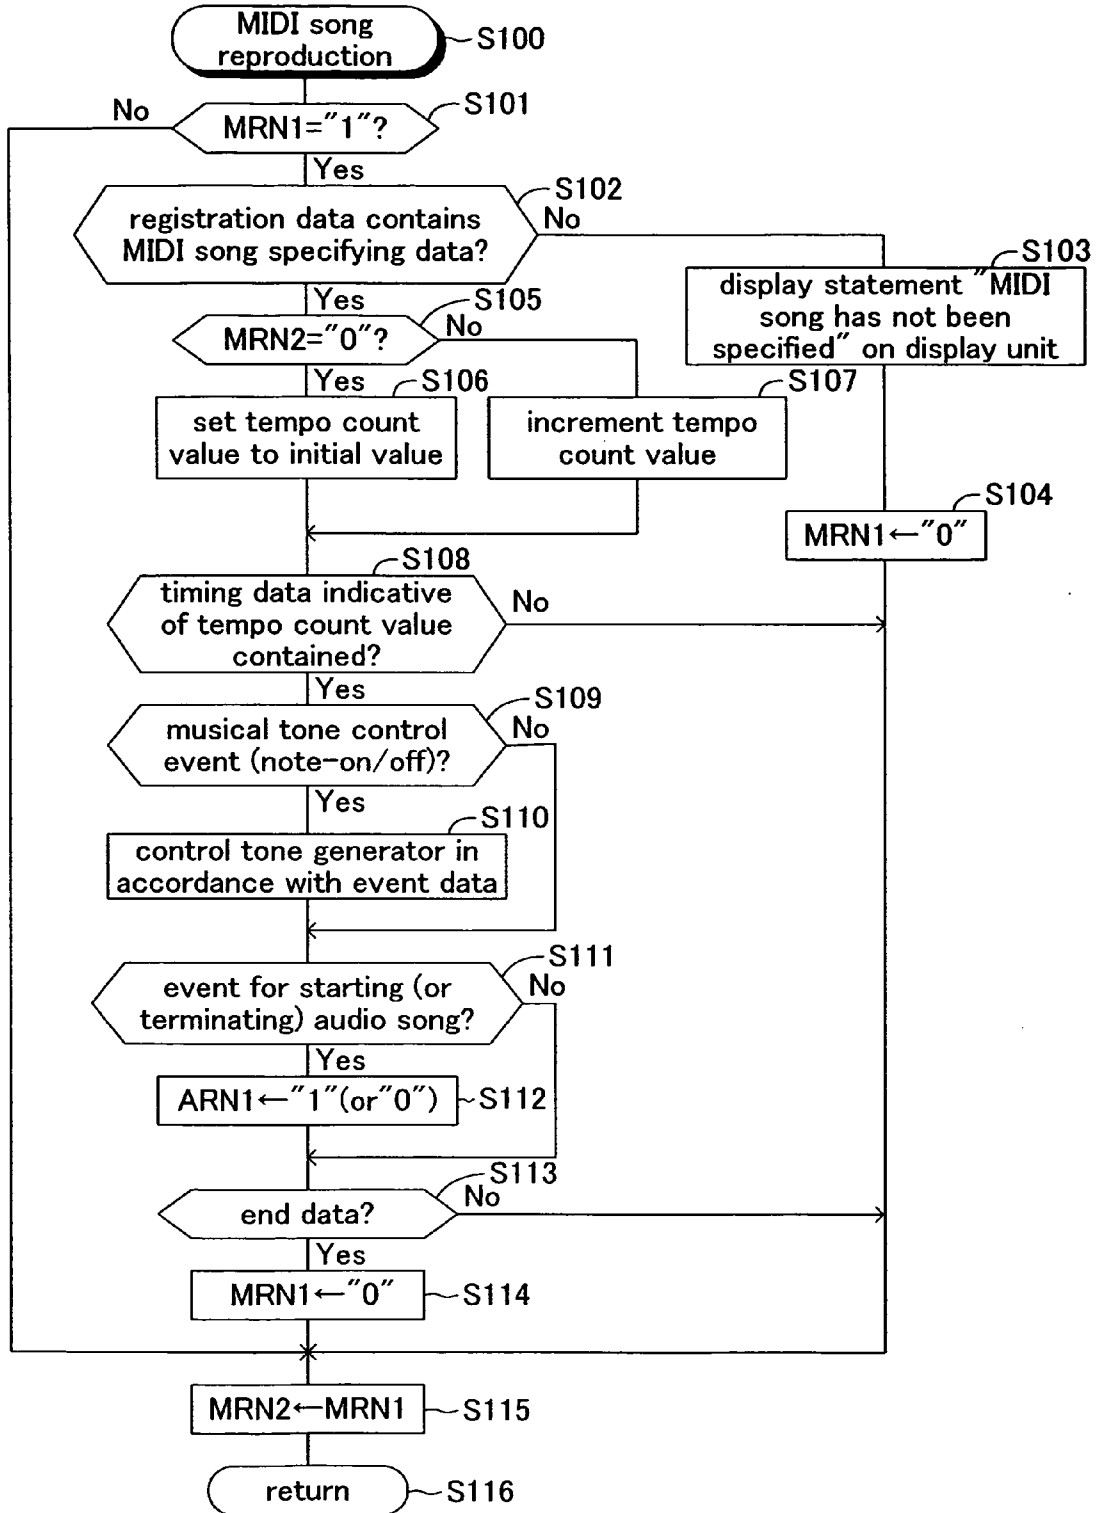 MIDI song
reproduction
S100
No
MRN1="1"?
S101
Yes
registration data contains
MIDI song specifying data?
S102
No
display statement "MIDI
song has not been
specified" on display unit
S103
Yes
MRN2="0"?
S105
No
Yes
set tempo count
value to initial value
S106
increment tempo
count value
S107
MRN1←"0"
S104
timing data indicative
of tempo count value
contained?
S108
No
Yes
musical tone control
event (note-on/off)?
S109
No
Yes
control tone generator in
accordance with event data
S110
event for starting (or
terminating) audio song?
S111
No
Yes
ARN1←"1"(or"0")
S112
end data?
S113
No
Yes
MRN1←"0"
S114
MRN2←MRN1
S115
return
S116